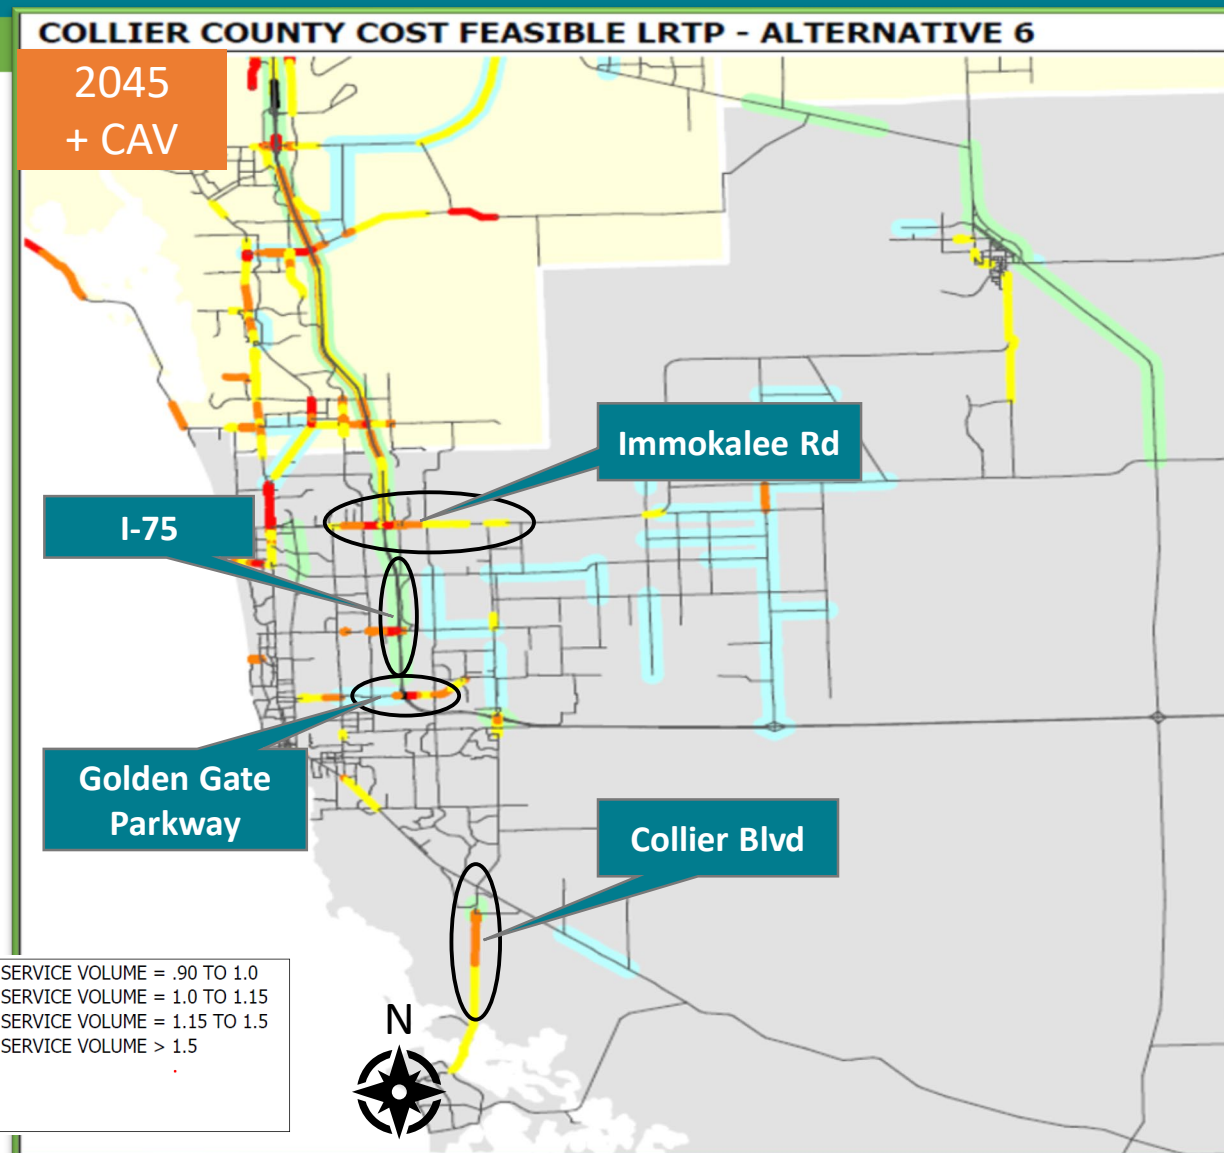 COLLIER COUNTY COST FEASIBLE LRTP - ALTERNATIVE 6
2045
+ CAV
Immokalee Rd
I-75
Golden Gate
Parkway
Collier Blvd
SERVICE VOLUME = .90 TO 1.0
SERVICE VOLUME = 1.0 TO 1.15
SERVICE VOLUME = 1.15 TO 1.5
SERVICE VOLUME > 1.5
N